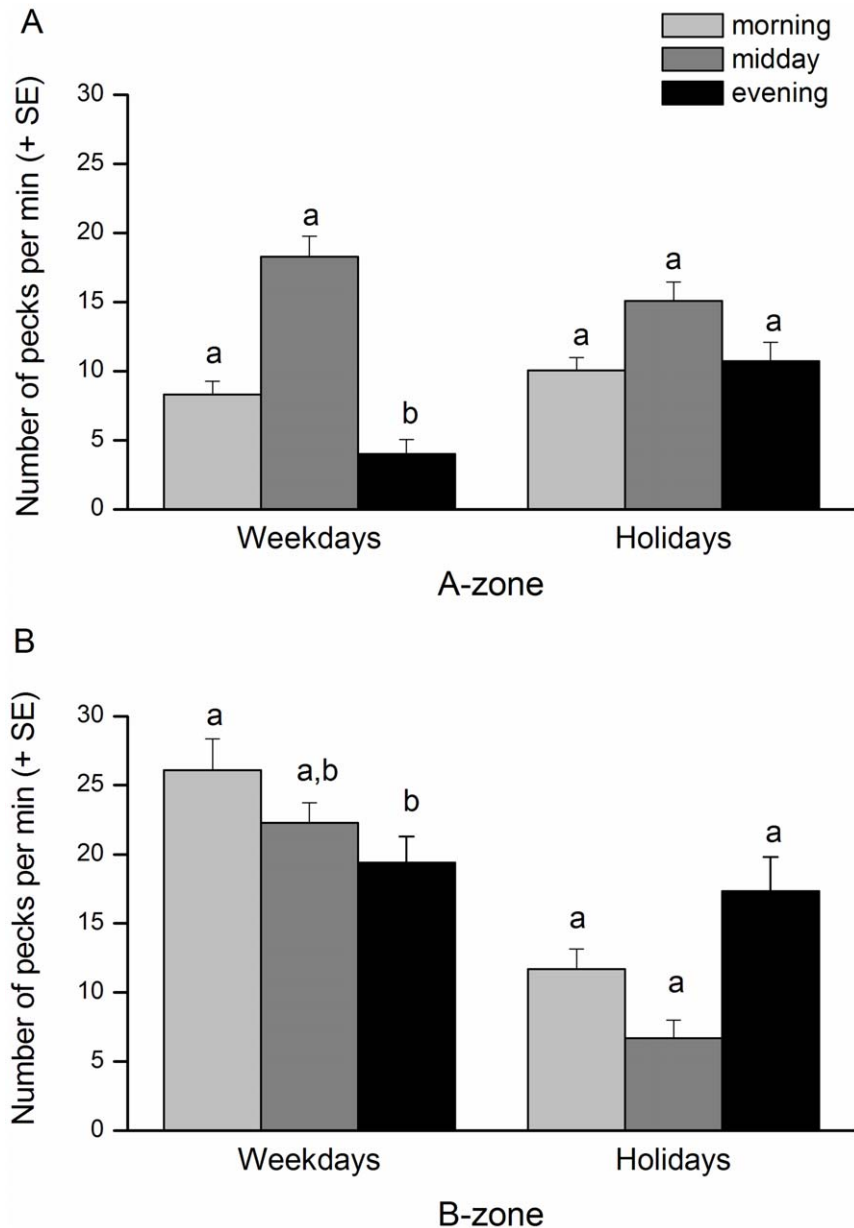 A
morning
midday
evening
Number of pecks per min (+ SE)
30
25
20
15
10
5
0
a
a
b
a
a
a
Weekdays
Holidays
A-zone
B
Number of pecks per min (+ SE)
30
25
20
15
10
5
0
a
a,b
b
a
a
a
Weekdays
Holidays
B-zone